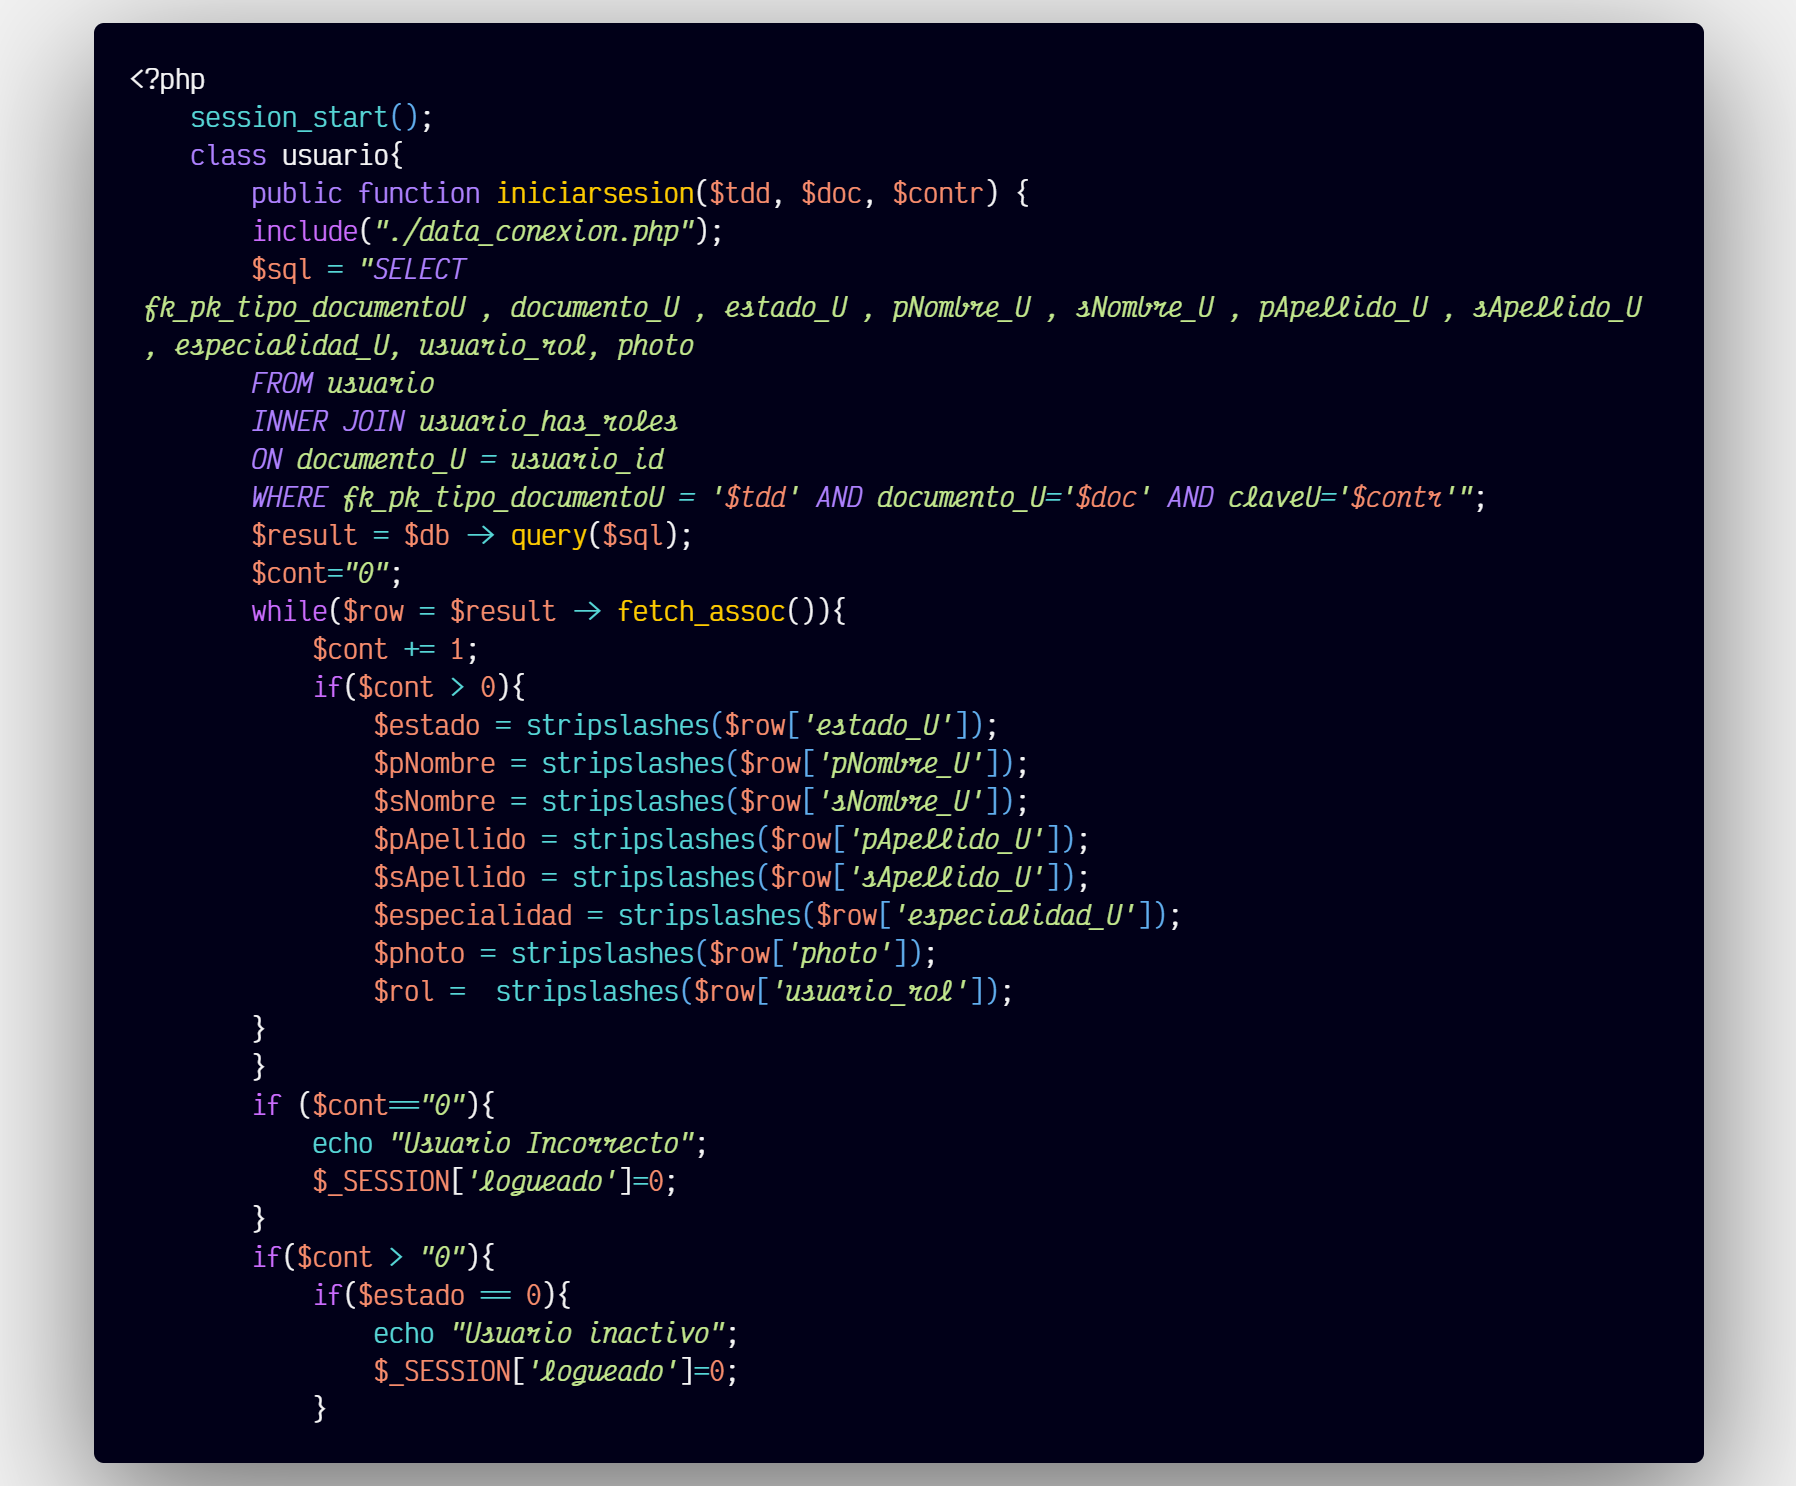 <?php
    session_start();
    class usuario{
        public function iniciarsesion($tdd, $doc, $contr) {
        include("./data_conexion.php");
        $sql = "SELECT
 fk_pk_tipo_documentoU , documento_U , estado_U , pNombre_U , sNombre_U , pApellido_U , sApellido_U
 , especialidad_U, usuario_rol, photo
        FROM usuario
        INNER JOIN usuario_has_roles
        ON documento_U = usuario_id
        WHERE fk_pk_tipo_documentoU = '$tdd' AND documento_U='$doc' AND claveU='$contr'";
        $result = $db -> query($sql);
        $cont="0";
        while($row = $result -> fetch_assoc()){
            $cont += 1;
            if($cont > 0){
                $estado = stripslashes($row['estado_U']);
                $pNombre = stripslashes($row['pNombre_U']);
                $sNombre = stripslashes($row['sNombre_U']);
                $pApellido = stripslashes($row['pApellido_U']);
                $sApellido = stripslashes($row['sApellido_U']);
                $especialidad = stripslashes($row['especialidad_U']);
                $photo = stripslashes($row['photo']);
                $rol =  stripslashes($row['usuario_rol']);
        }
        }
        if ($cont=="0"){
            echo "Usuario Incorrecto";
            $_SESSION['logueado']=0;
        }
        if($cont > "0"){
            if($estado == 0){
                echo "Usuario inactivo";
                $_SESSION['logueado']=0;
            }